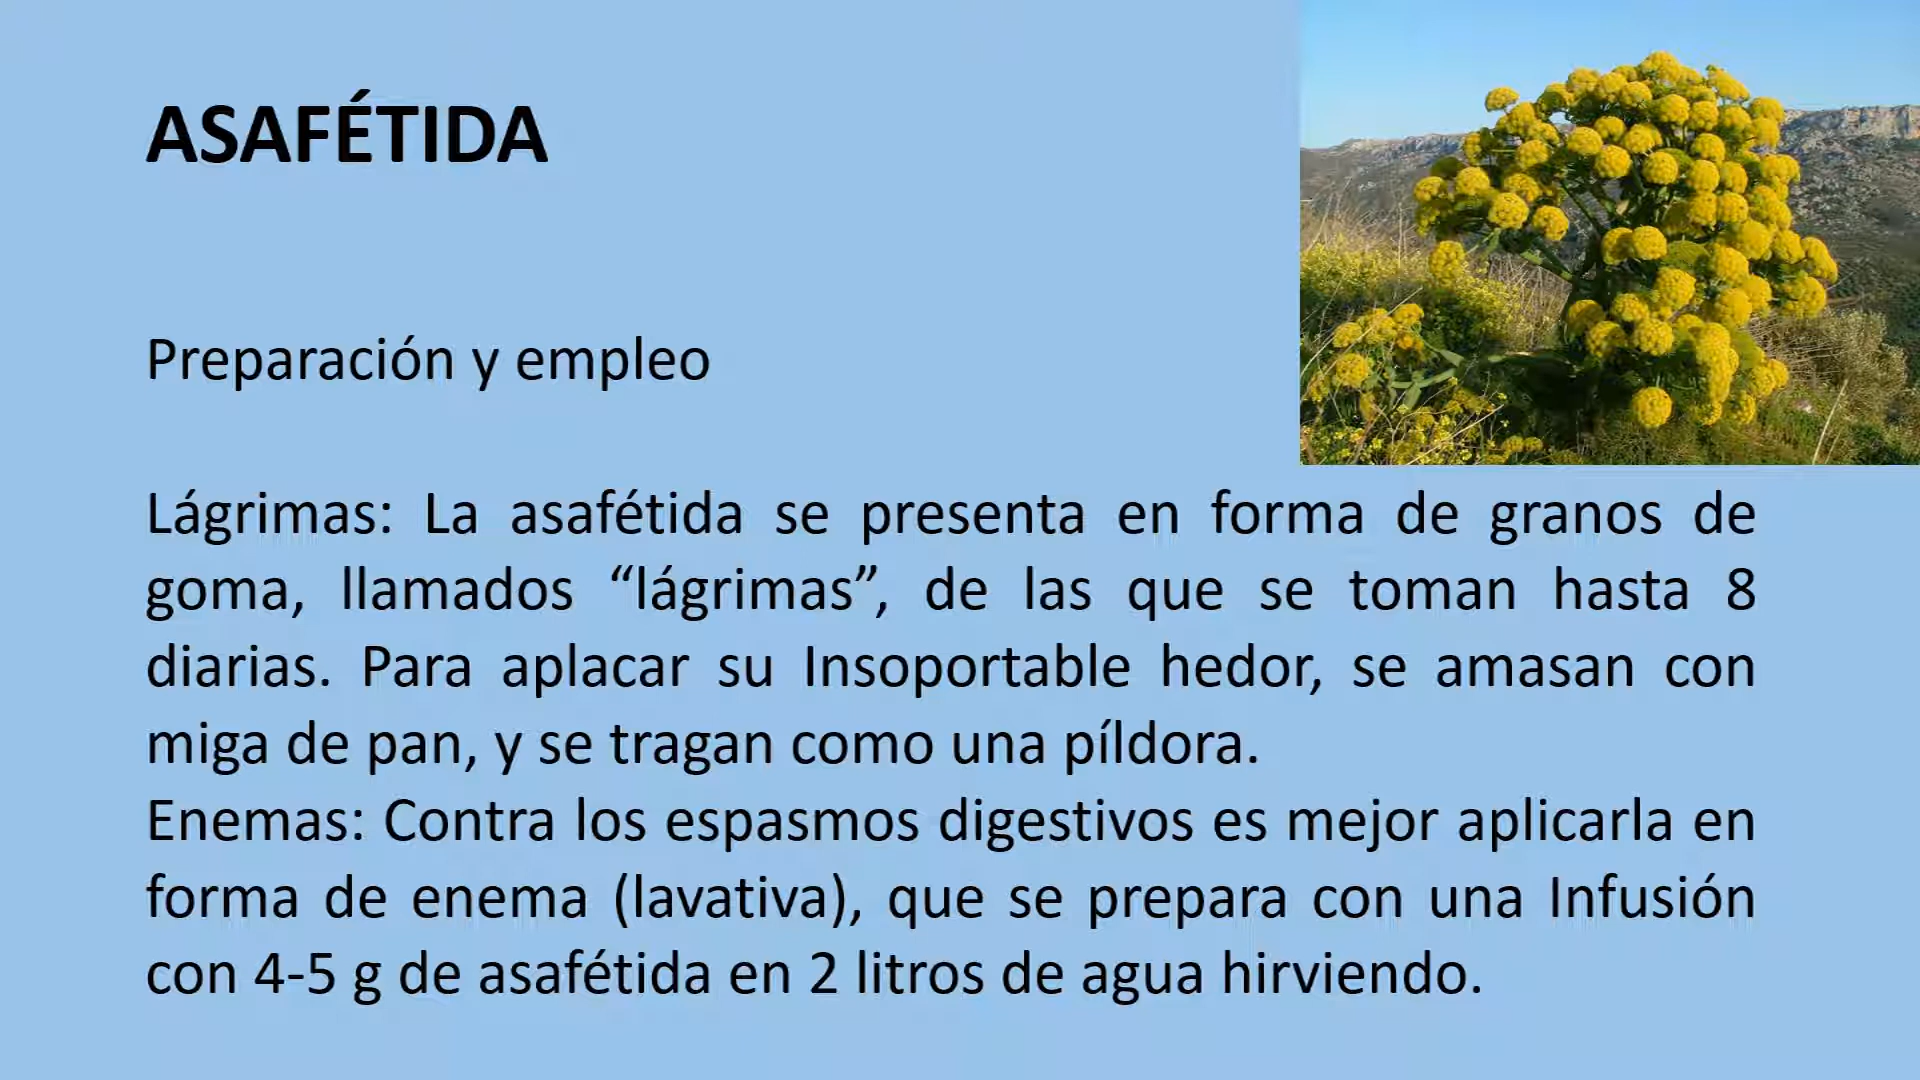 ASAFÉTIDA
Preparación y empleo
Lágrimas: La asafétida se presenta en forma de granos de
goma, llamados “lágrimas”, de las que se toman hasta 8
diarias. Para aplacar su Insoportable hedor, se amasan con
miga de pan, y se tragan como una píldora.
Enemas: Contra los espasmos digestivos es mejor aplicarla en
forma de enema (lavativa), que se prepara con una Infusión
con 4-5 g de asafétida en 2 litros de agua hirviendo.